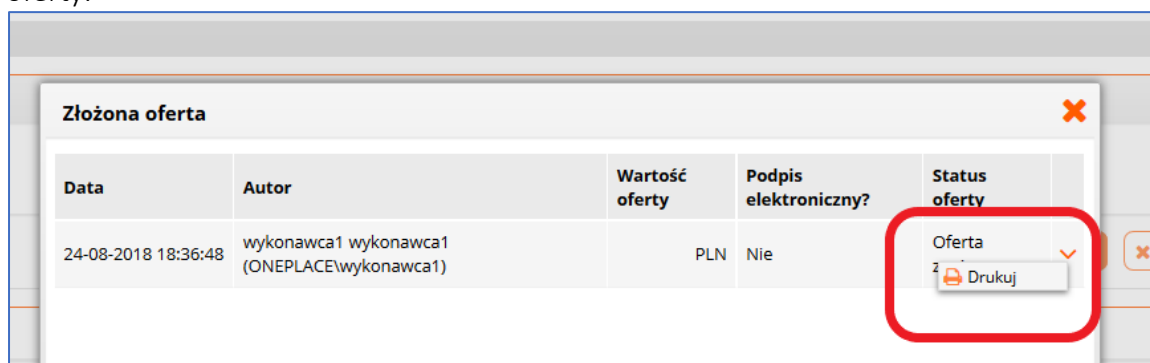 Złożona oferta
Data Autor Wartość oferty Podpis elektroniczny? Status oferty
24-08-2018 18:36:48 wykonawca1 wykonawca1 (ONEPLACE\wykonawca1) PLN Nie Oferta
Drukuj